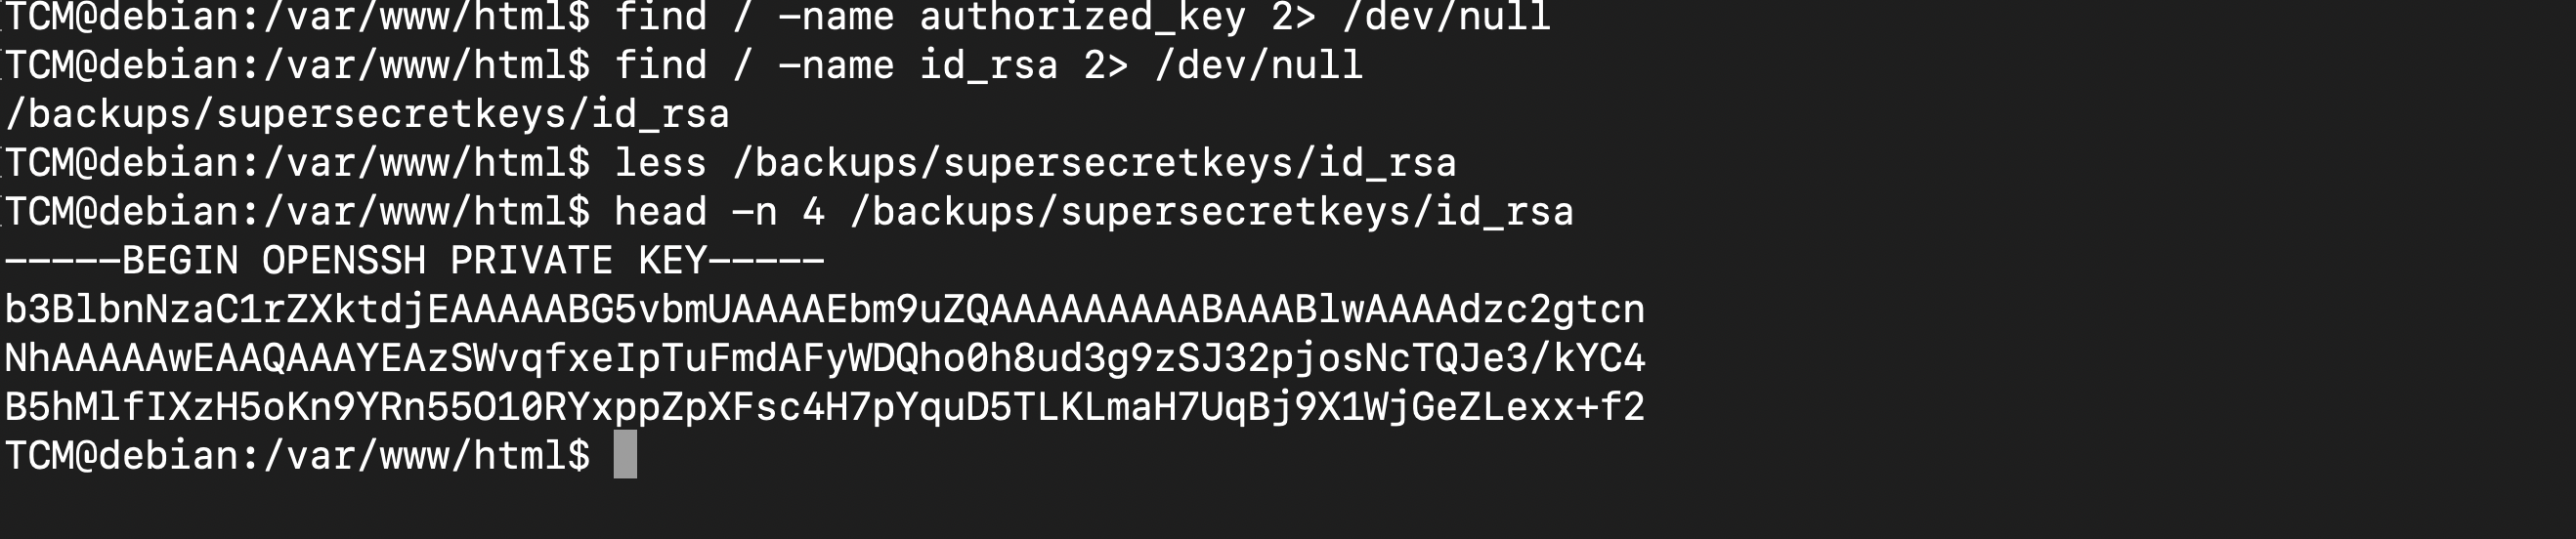 TCM@debian:/var/www/html$ find / -name authorized_key 2> /dev/null
TCM@debian:/var/www/html$ find / -name id_rsa 2> /dev/null
/backups/supersecretkeys/id_rsa
TCM@debian:/var/www/html$ less /backups/supersecretkeys/id_rsa
TCM@debian:/var/www/html$ head -n 4 /backups/supersecretkeys/id_rsa
-----BEGIN OPENSSH PRIVATE KEY-----
b3BlbnNzaC1rZXktdjEAAAAABG5vbmUAAAAEbm9uZQAAAAAAAAABAAABlwAAAAdzc2gtcn
NhAAAAAwEAAQAAAYEAzSWvqfxeIpTuFmdAFyWDQho0h8ud3g9zSJ32pjosNcTQJe3/kYC4
B5hMlfIXzH5oKn9YRn55O10RYxppZpXFsc4H7pYquD5TLKLmaH7UqBj9X1WjGeZLexx+f2
TCM@debian:/var/www/html$